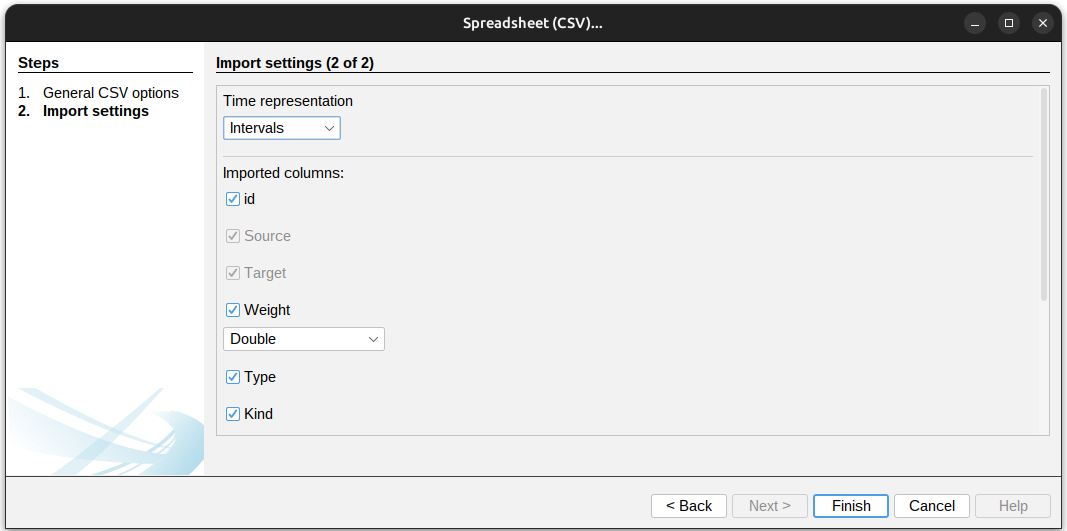 Spreadsheet (CSV)...
Steps
1. General CSV options
2. Import settings
Import settings (2 of 2)
Time representation
Intervals
Imported columns:
id
Source
Target
Weight
Double
Type
Kind
< Back
Next >
Finish
Cancel
Help